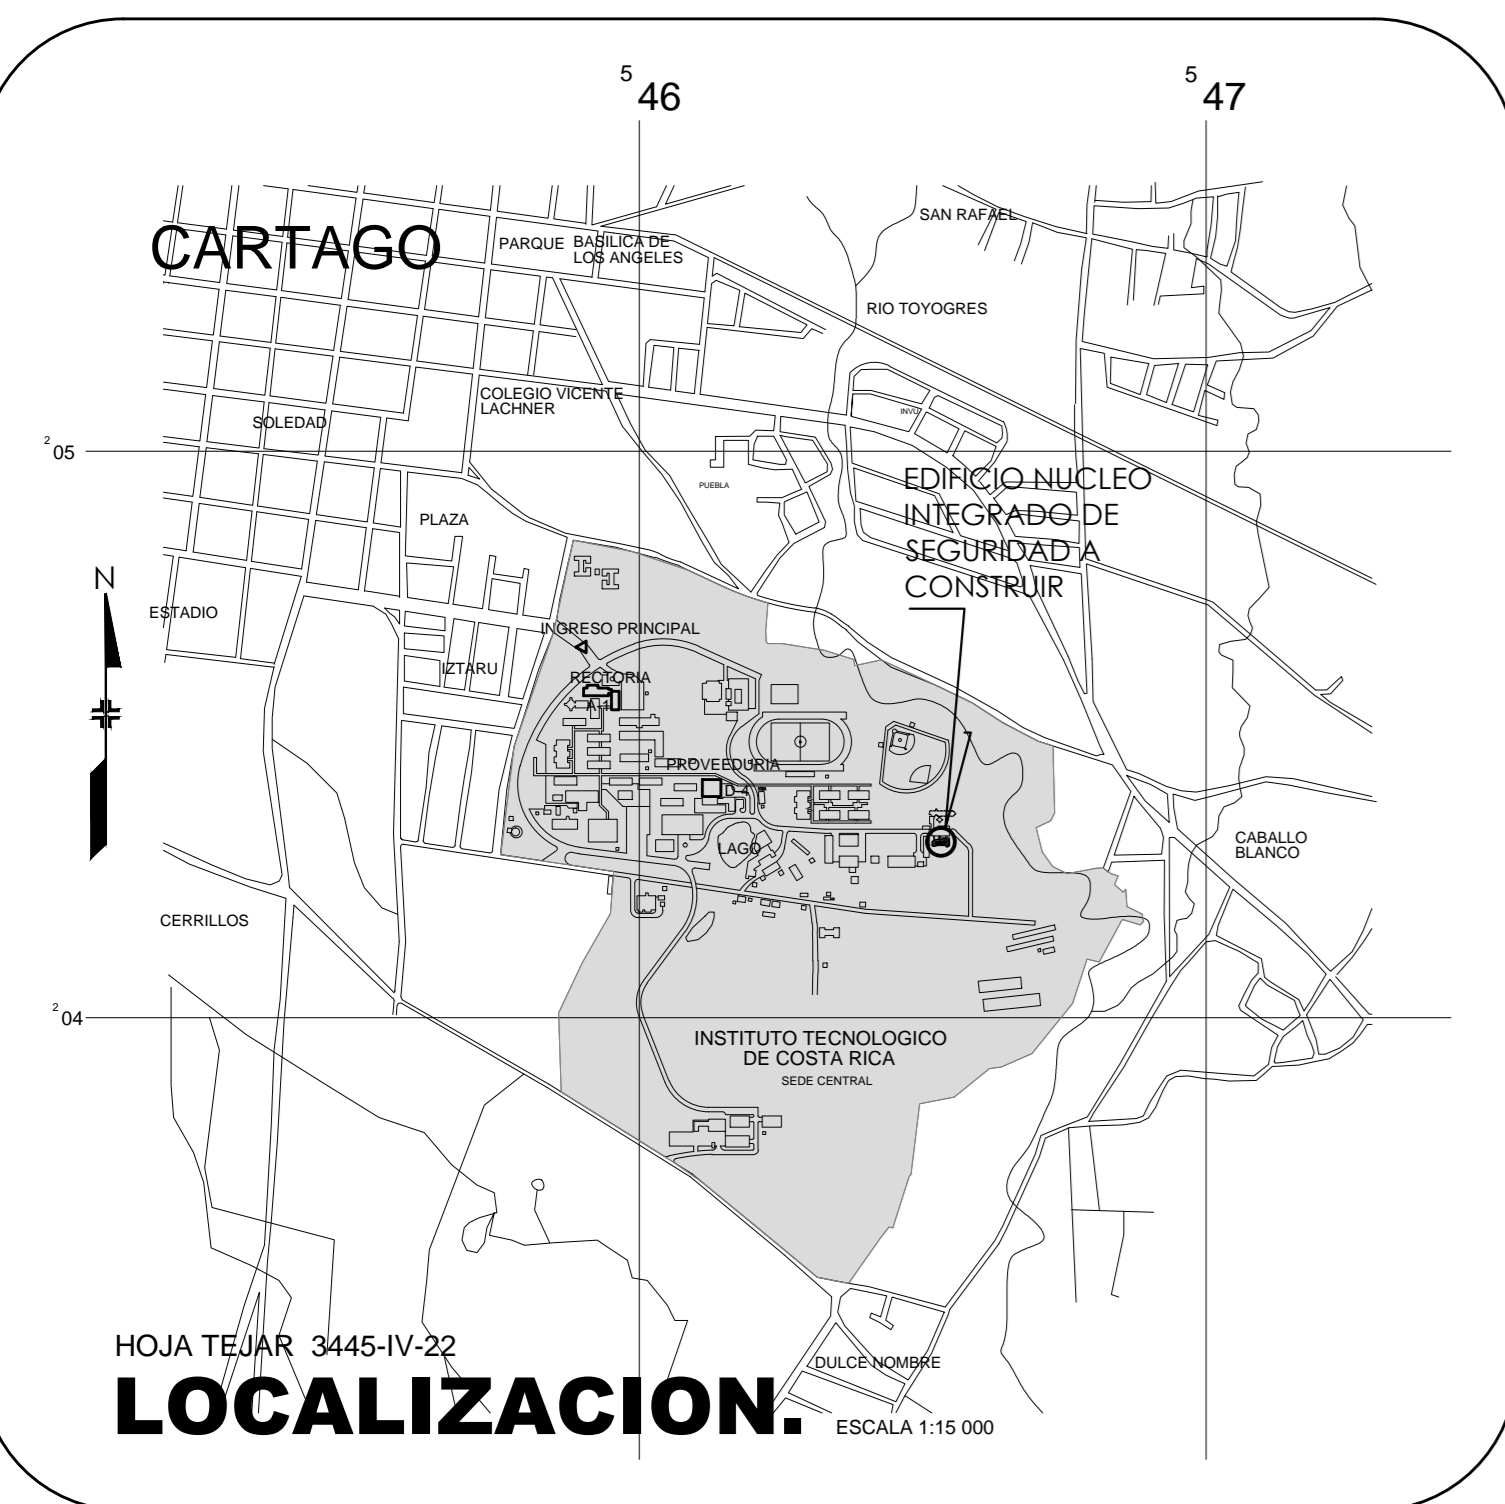 5
46
5
47
SAN RAFAEL
CARTAGO
PARQUE
BASILICA DE
LOS ANGELES
RIO TOYOGRES
COLEGIO VICENTE
LACHNER
INVU
SOLEDAD
2
05
EDIFICIO NUCLEO
INTEGRADO DE
SEGURIDAD A
CONSTRUIR
PUEBLA
PLAZA
N
ESTADIO
INGRESO PRINCIPAL
IZTARU
RECTORIA
A-1
PROVEEDURIA
D-4
LAGO
CABALLO
BLANCO
CERRILLOS
2
04
INSTITUTO TECNOLOGICO
DE COSTA RICA
SEDE CENTRAL
HOJA TEJAR 3445-IV-22
DULCE NOMBRE
LOCALIZACION.
ESCALA 1:15 000